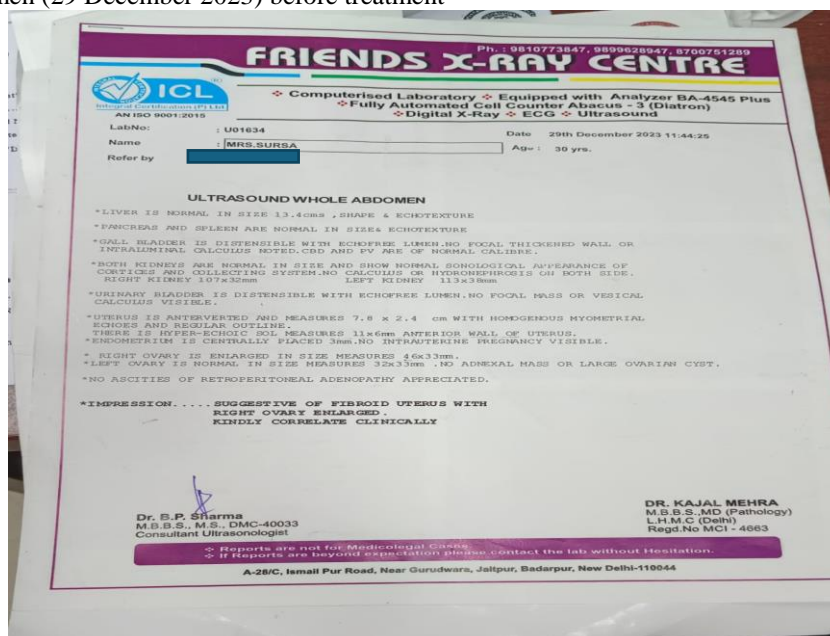 (29 December 2023) before treatment
Ph. : 9810773847, 9899628947, 8700751289
FRIENDS X-RAY CENTRE
ICL
Integral Certification (P) Ltd
AN ISO 9001:2015
❖ Computerised Laboratory ❖ Equipped with Analyzer BA-4545 Plus
❖Fully Automated Cell Counter Abacus - 3 (Diatron)
❖Digital X-Ray ❖ ECG ❖ Ultrasound
LabNo: : U01634
Date 29th December 2023 11:44:25
Name : MRS.SURSA
Age : 30 yrs.
Refer by
ULTRASOUND WHOLE ABDOMEN
*LIVER IS NORMAL IN SIZE 13.4cms ,SHAPE & ECHOTEXTURE
*PANCREAS AND SPLEEN ARE NORMAL IN SIZE& ECHOTEXTURE
*GALL BLADDER IS DISTENSIBLE WITH ECHOFREE LUMEN.NO FOCAL THICKENED WALL OR
INTRALUMINAL CALCULUS NOTED.CBD AND PV ARE OF NORMAL CALIBRE.
*BOTH KIDNEYS ARE NORMAL IN SIZE AND SHOW NORMAL SONOLOGICAL APPEARANCE OF
CORTICES AND COLLECTING SYSTEM.NO CALCULUS OR HYDRONEPHROSIS ON BOTH SIDE.
RIGHT KIDNEY 107x32mm LEFT KIDNEY 113x38mm
*URINARY BLADDER IS DISTENSIBLE WITH ECHOFREE LUMEN.NO FOCAL MASS OR VESICAL
CALCULUS VISIBLE.
*UTERUS IS ANTERVERTED AND MEASURES 7.8 x 2.4 cm WITH HOMOGENOUS MYOMETRIAL
ECHOES AND REGULAR OUTLINE.
THERE IS HYPER-ECHOIC SOL MEASURES 11x6mm ANTERIOR WALL OF UTERUS.
*ENDOMETRIUM IS CENTRALLY PLACED 3mm.NO INTRAUTERINE PREGNANCY VISIBLE.
* RIGHT OVARY IS ENLARGED IN SIZE MEASURES 46x33mm.
*LEFT OVARY IS NORMAL IN SIZE MEASURES 32x33mm .NO ADNEXAL MASS OR LARGE OVARIAN CYST.
*NO ASCITIES OF RETROPERITONEAL ADENOPATHY APPRECIATED.
*IMPRESSION.....SUGGESTIVE OF FIBROID UTERUS WITH
RIGHT OVARY ENLARGED.
KINDLY CORRELATE CLINICALLY
Dr. B.P. Sharma
M.B.B.S., M.S., DMC-40033
Consultant Ultrasonologist
DR. KAJAL MEHRA
M.B.B.S.,MD (Pathology)
L.H.M.C (Delhi)
Regd.No MCI - 4663
❖ Reports are not for Medicolegal Cases.
❖ If Reports are beyond expectation please contact the lab without Hesitation.
A-28/C, Ismail Pur Road, Near Gurudwara, Jaitpur, Badarpur, New Delhi-110044